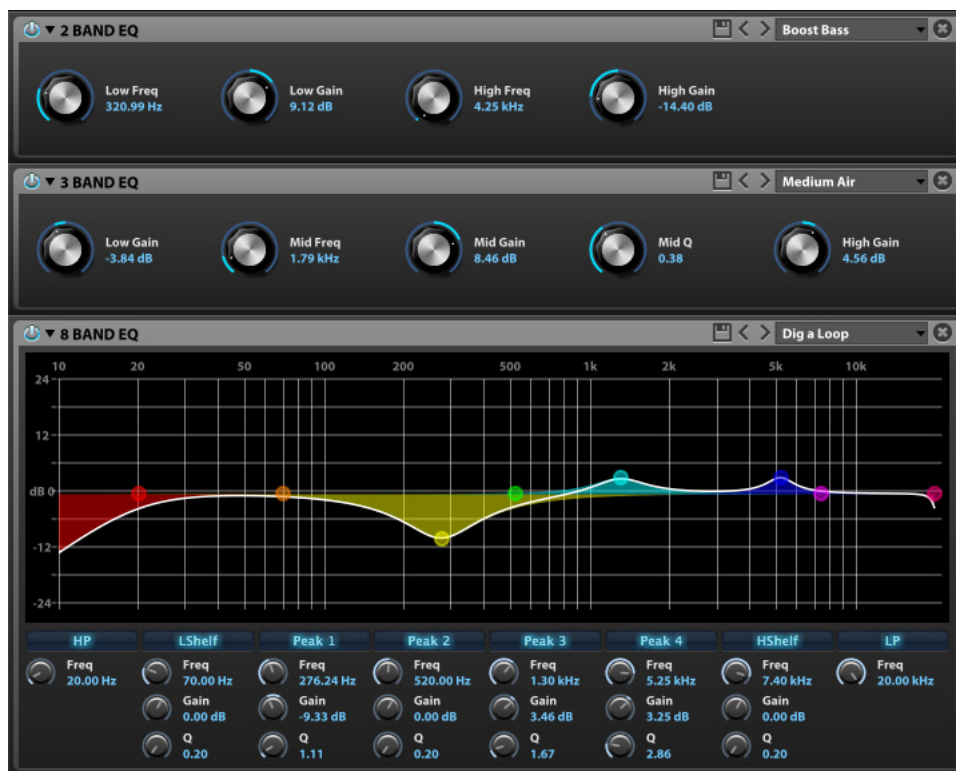 2 BAND EQ Boost Bass
Low Freq Low Gain High Freq High Gain
320.99 Hz 9.12 dB 4.25 kHz -14.40 dB
3 BAND EQ Medium Air
Low Gain Mid Freq Mid Gain Mid Q High Gain
-3.84 dB 1.79 kHz 8.46 dB 0.38 4.56 dB
8 BAND EQ Dig a Loop
10 20 50 100 200 500 1k 2k 5k 10k
24
12
dB 0
-12
-24
HP LShelf Peak 1 Peak 2 Peak 3 Peak 4 HShelf LP
Freq Freq Freq Freq Freq Freq Freq Freq
20.00 Hz 70.00 Hz 276.24 Hz 520.00 Hz 1.30 kHz 5.25 kHz 7.40 kHz 20.00 kHz
Gain Gain Gain Gain Gain Gain
0.00 dB -9.33 dB 0.00 dB 3.46 dB 3.25 dB 0.00 dB
Q Q Q Q Q Q
0.20 1.11 0.20 1.67 2.86 0.20